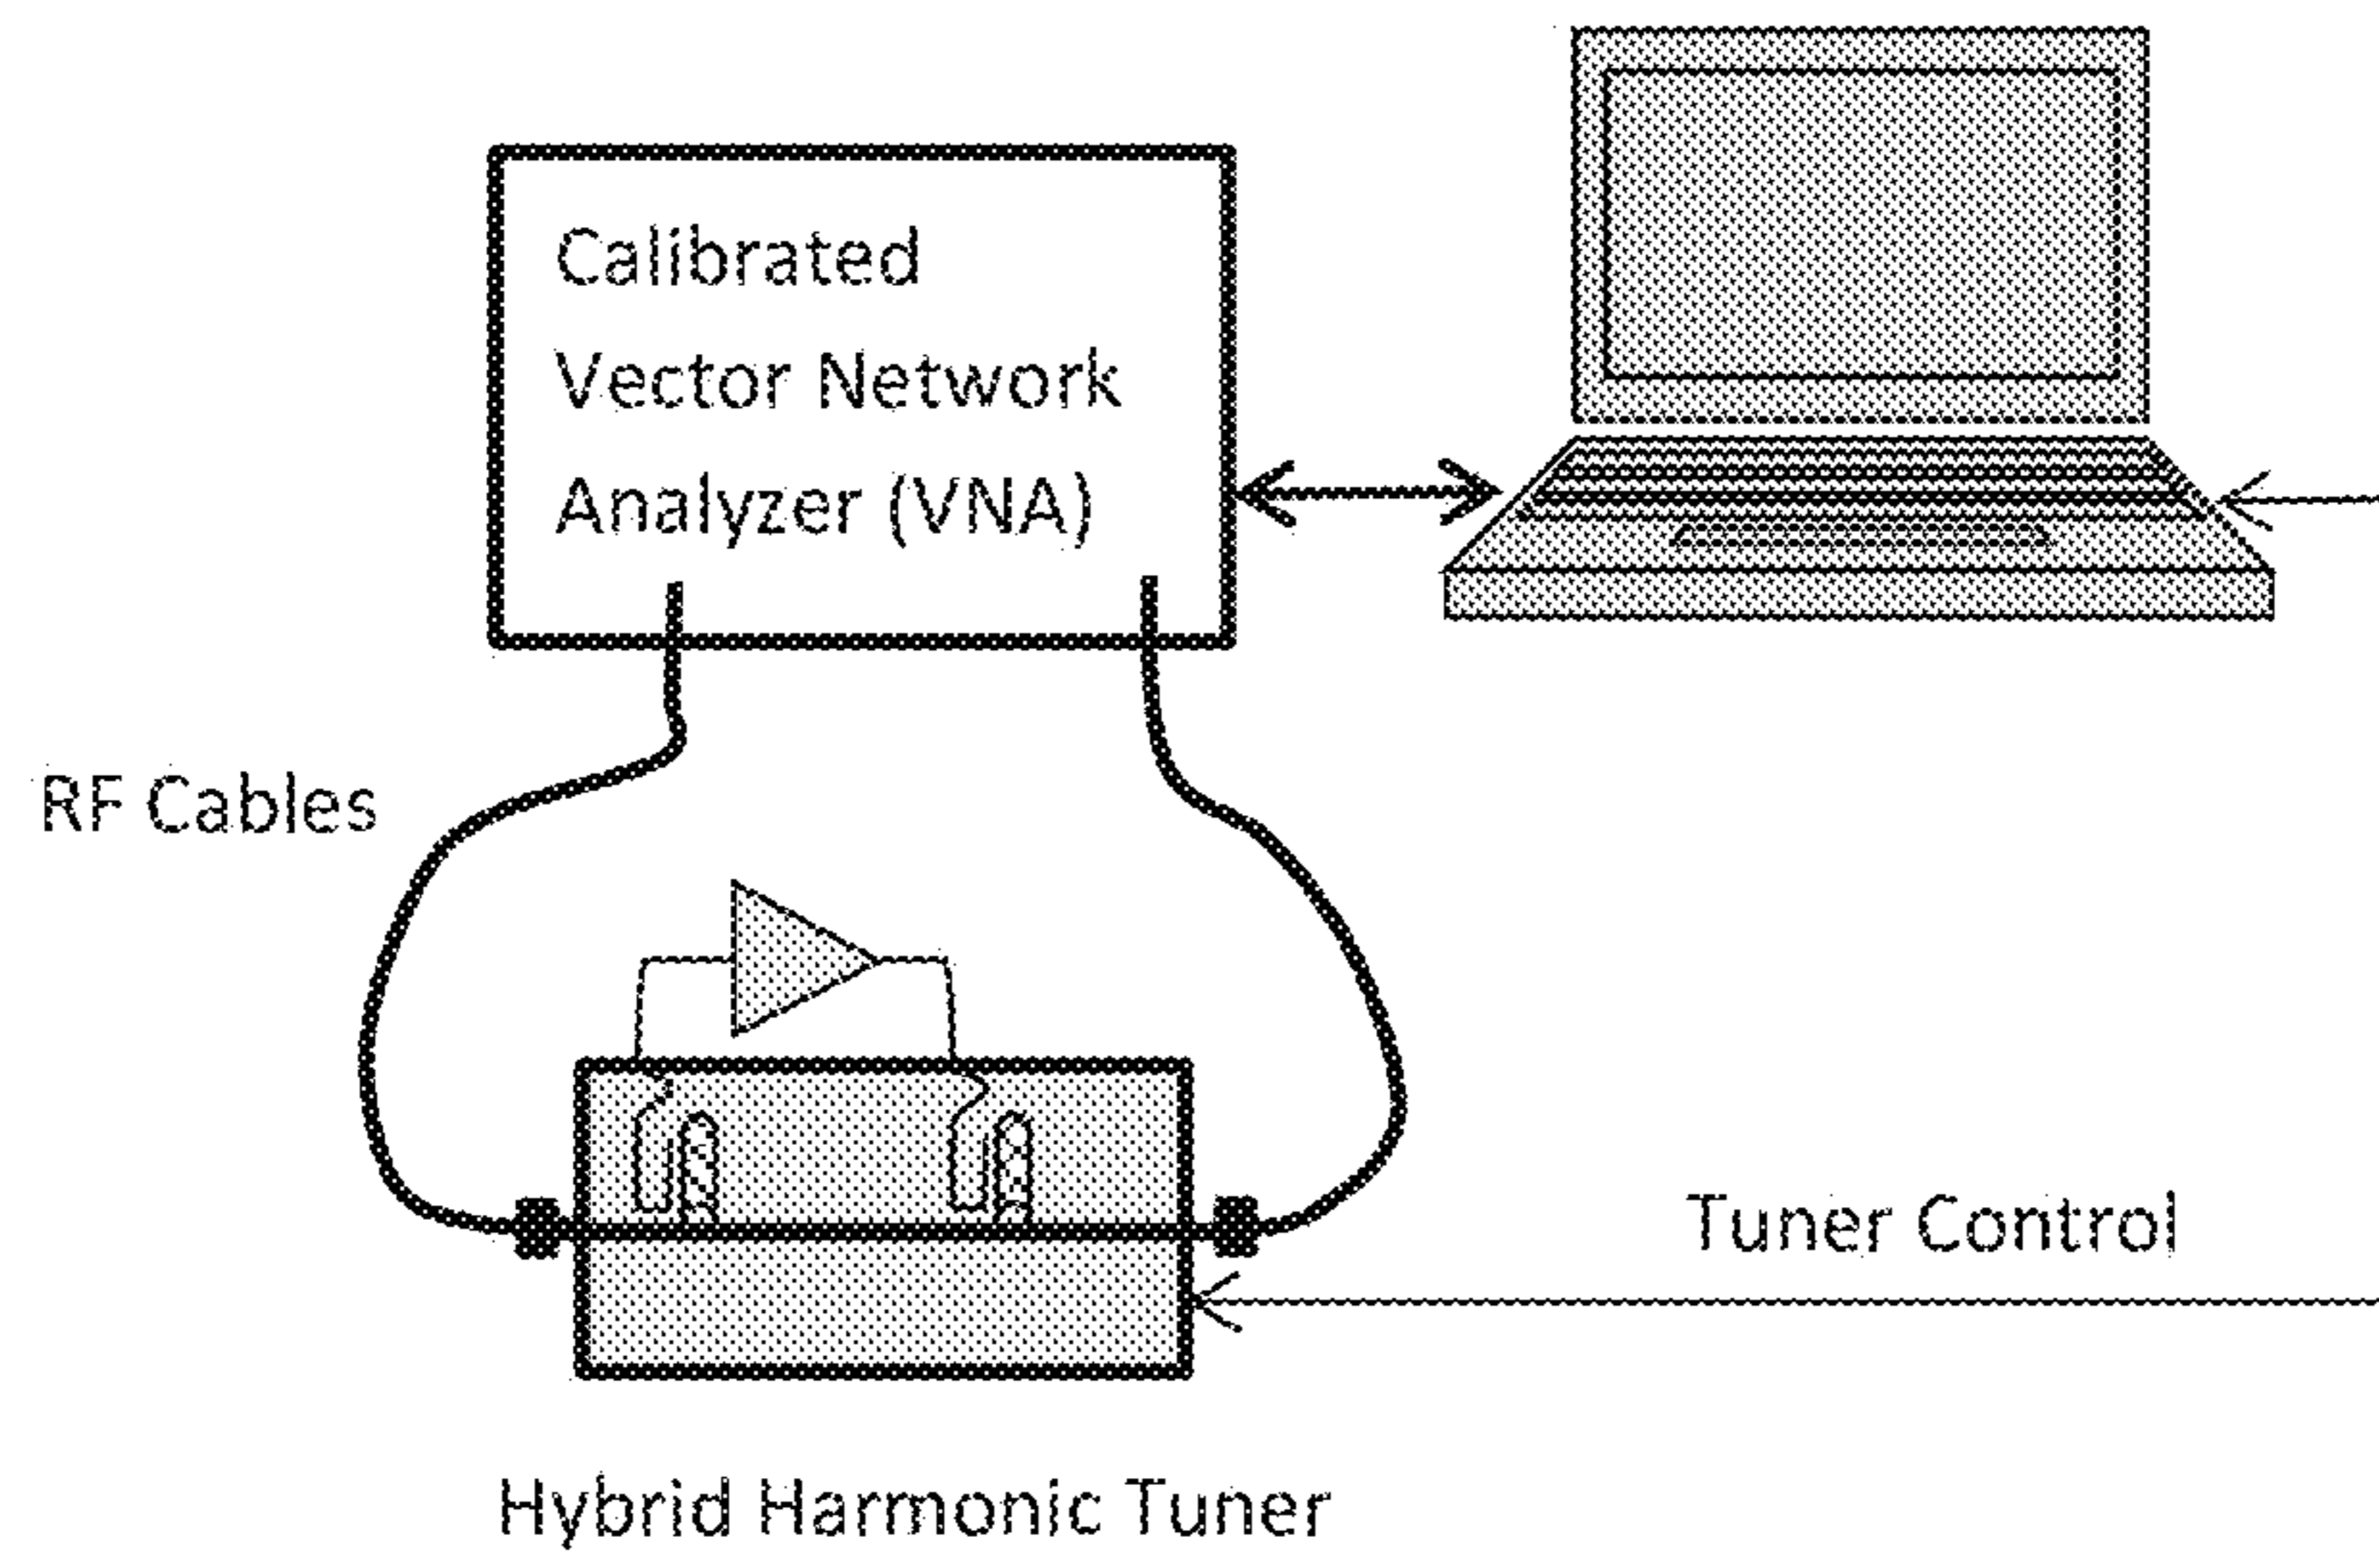 Calibrated
Vector Network
Analyzer (VNA)
RF Cables
Tuner Control
Hybrid Harmonic Tuner